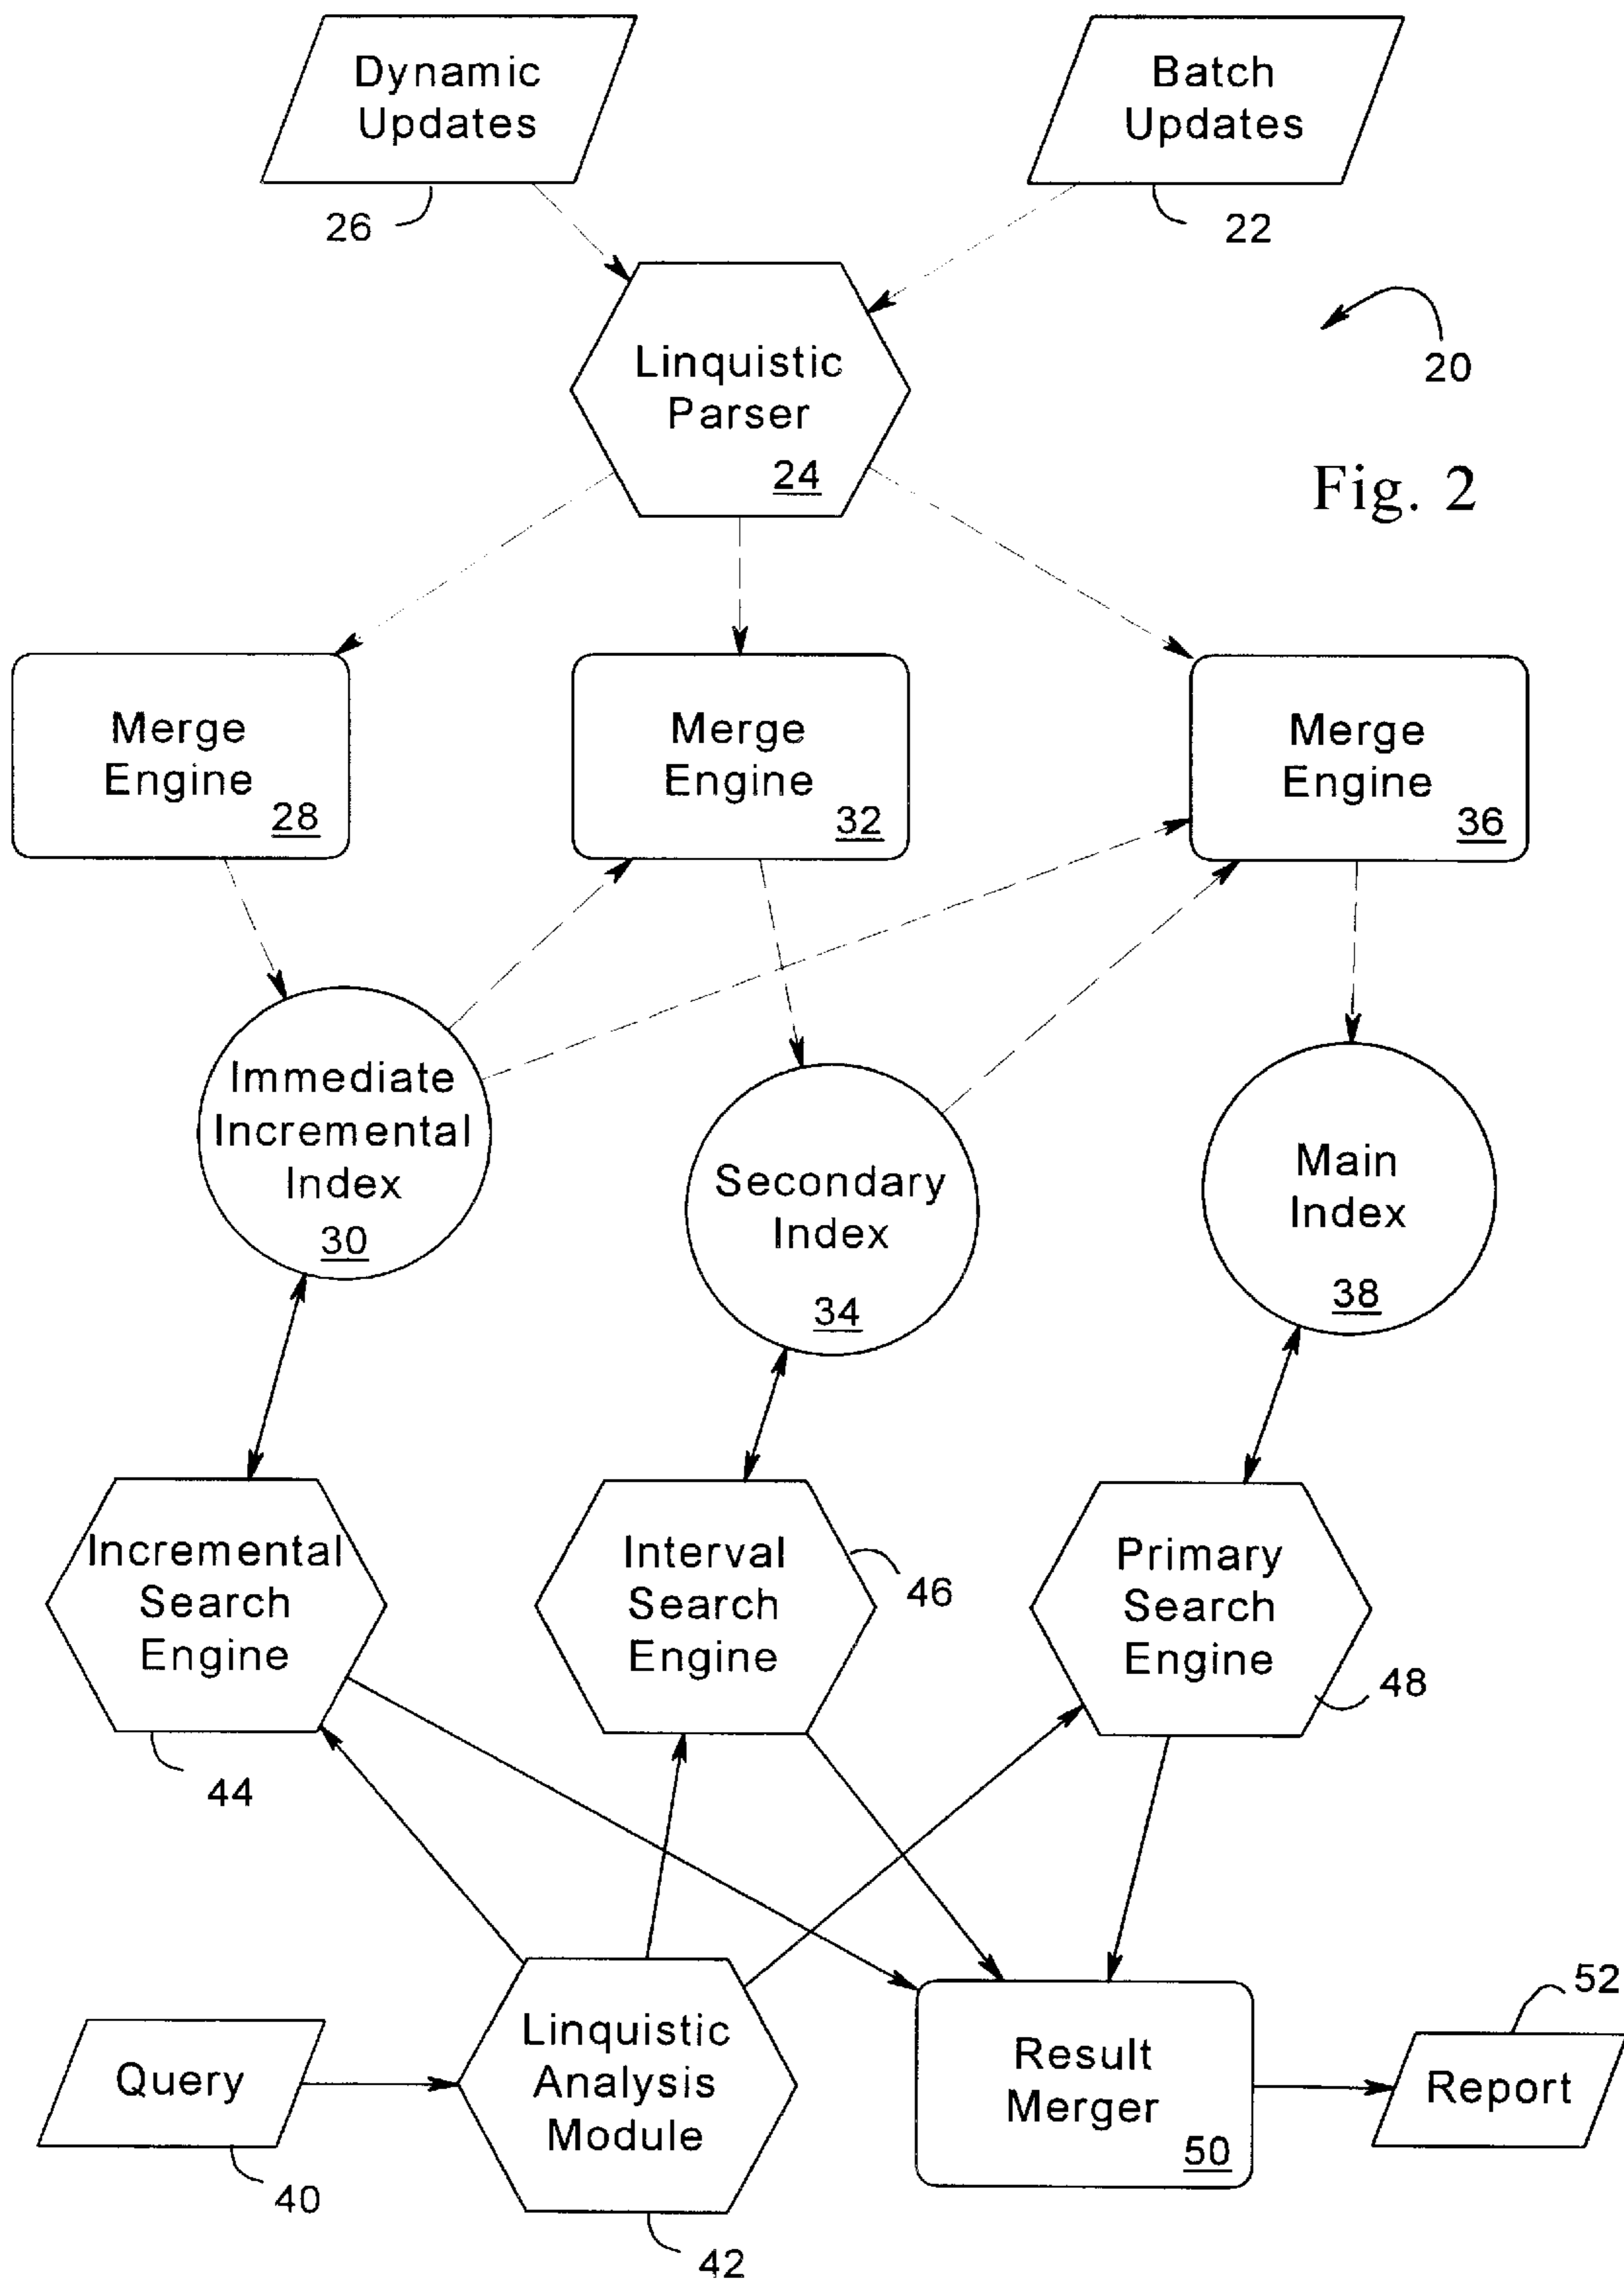 Dynamic
Updates
26
Batch
Updates
22
20
Fig. 2
Linquistic
Parser
24
Merge
Engine
28
Merge
Engine
32
Merge
Engine
36
Immediate
Incremental
Index
30
Secondary
Index
34
Main
Index
38
Incremental
Search
Engine
44
Interval
Search
Engine
46
Primary
Search
Engine
48
Query
40
Linquistic
Analysis
Module
42
Result
Merger
50
52
Report